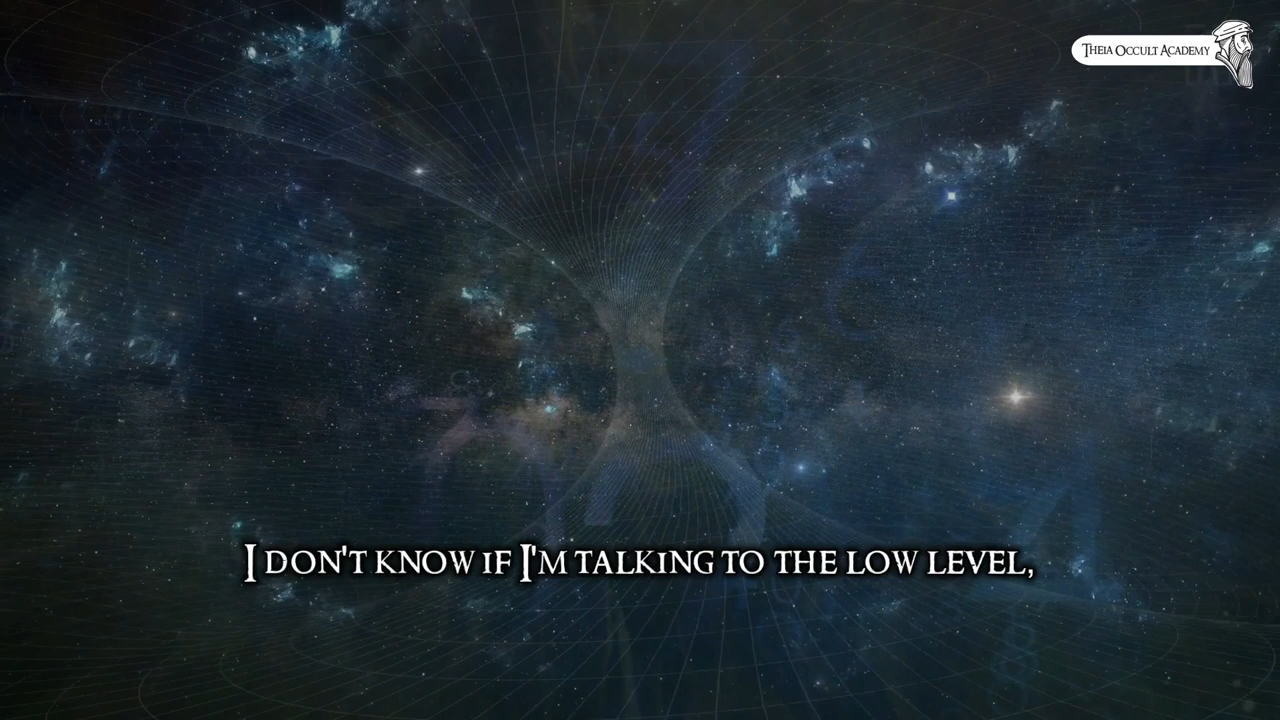 THEIA OCCULT ACADEMY
I DON'T KNOW IF I'M TALKING TO THE LOW LEVEL,